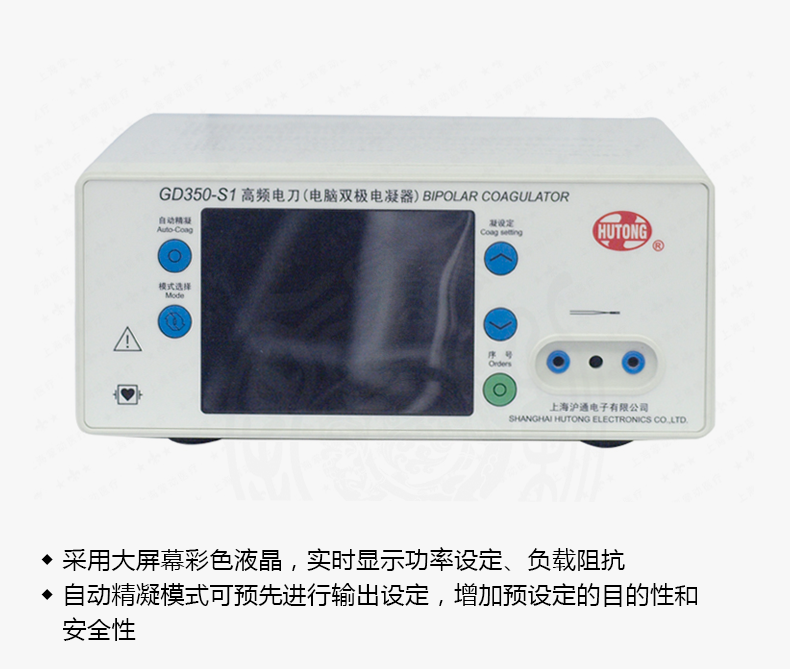 GD350-S1 高频电刀(电脑双极电凝器) BIPOLAR COAGULATOR
自动精凝
Auto-Coag
模式选择
Mode
凝设定
Coag setting
序 号
Orders
HUTONG ®
上海沪通电子有限公司
SHANGHAI HUTONG ELECTRONICS CO.,LTD.
◆ 采用大屏幕彩色液晶，实时显示功率设定、负载阻抗
◆ 自动精凝模式可预先进行输出设定，增加预设定的目的性和
安全性